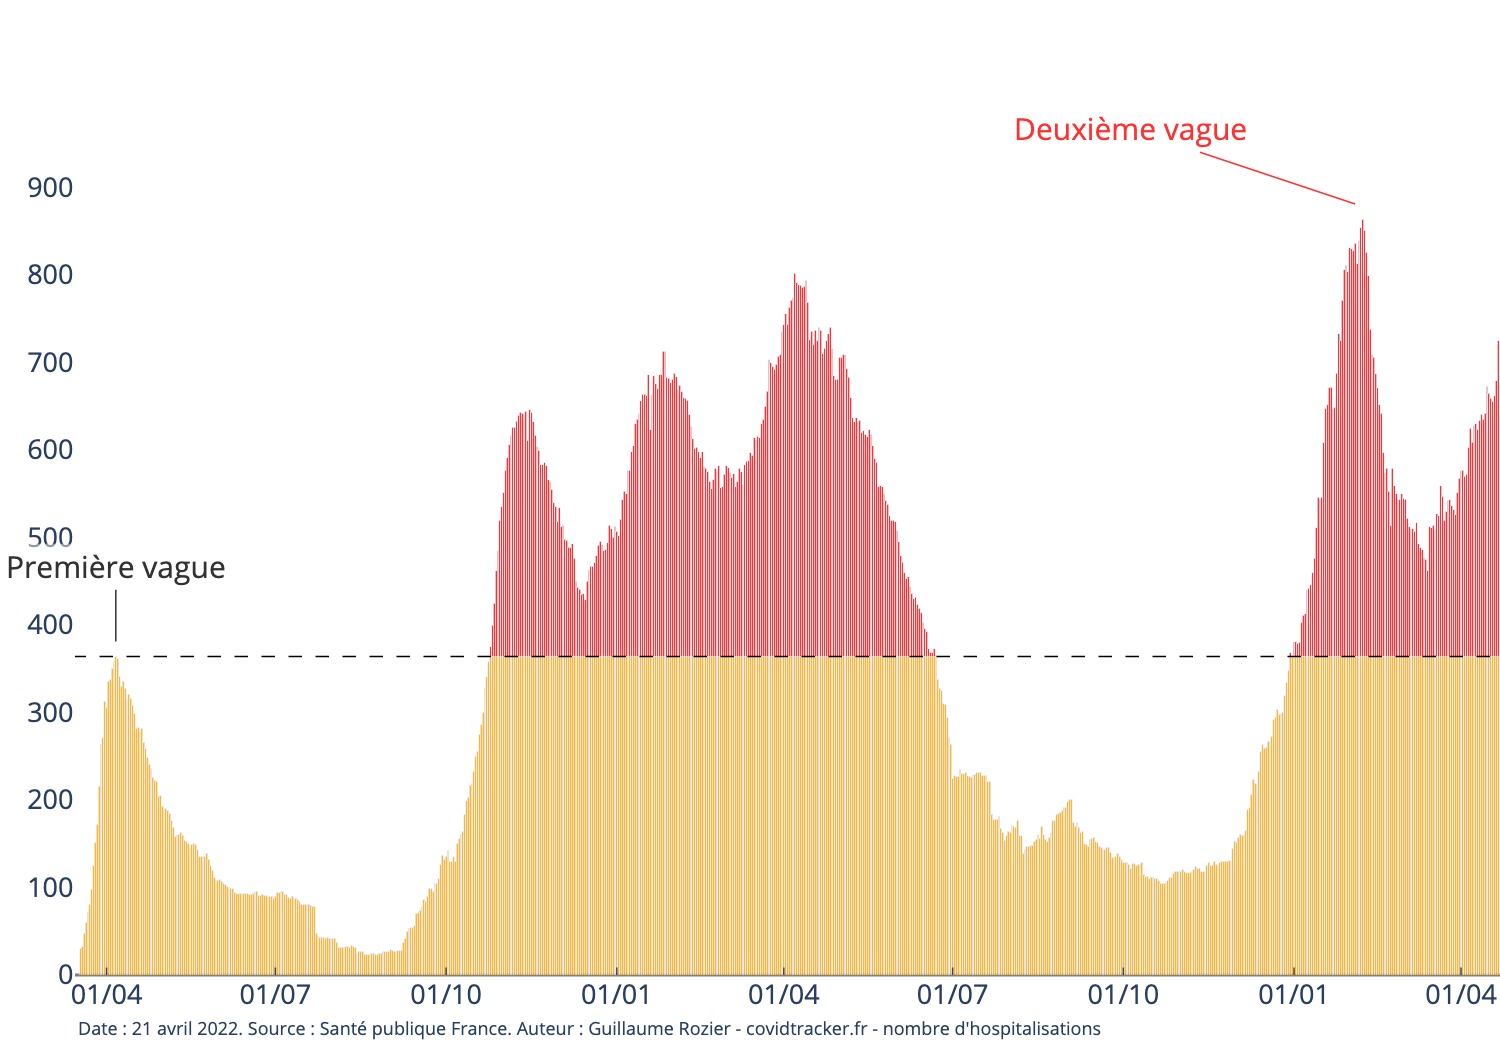 Deuxième vague
900
800
700
600
500
Première vague
400
300
200
100
0
01/04 01/07 01/10 01/01 01/04 01/07 01/10 01/01 01/04
Date : 21 avril 2022. Source : Santé publique France. Auteur : Guillaume Rozier - covidtracker.fr - nombre d'hospitalisations